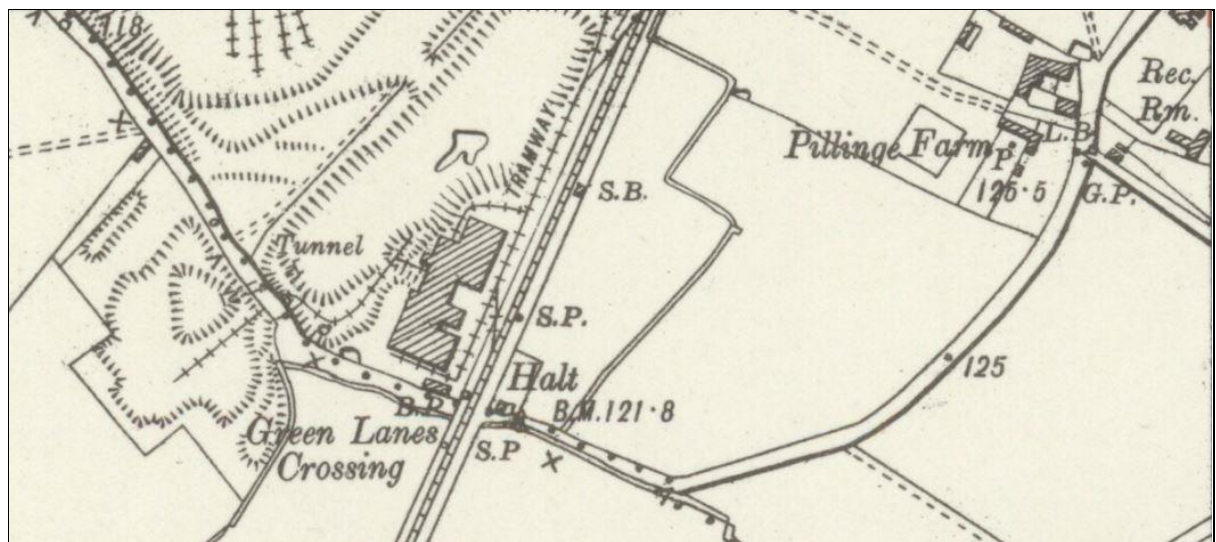 118
Rec.
Rm.
TRAMWAY
Pillinge Farm
L.B.
P
125·5
G.P.
S.B.
Tunnel
S.P.
125
Halt
B.M.121·8
B.P.
Green Lanes
Crossing
S.P